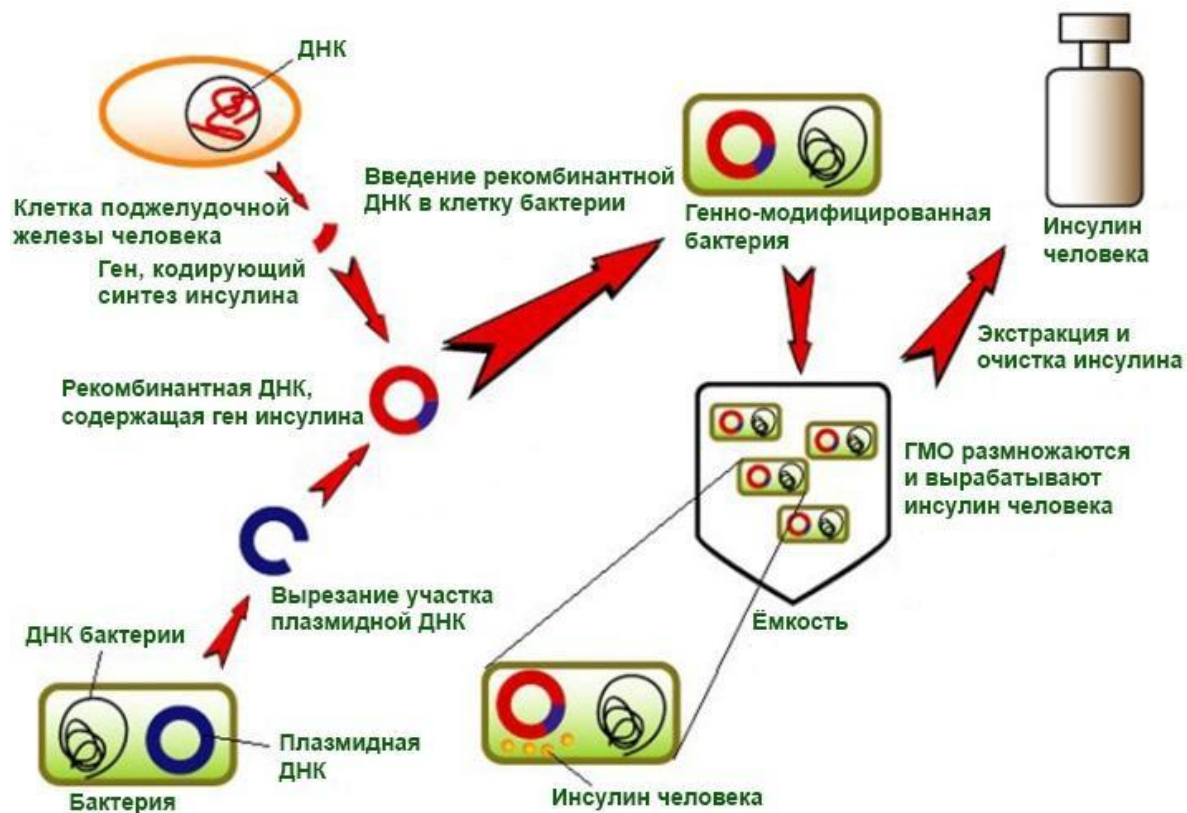 ДНК
Клетка поджелудочной
железы человека
Ген, кодирующий
синтез инсулина
Рекомбинантная ДНК,
содержащая ген инсулина
Вырезание участка
плазмидной ДНК
ДНК бактерии
Плазмидная
ДНК
Бактерия
Введение рекомбинантной
ДНК в клетку бактерии
Генно-модифицированная
бактерия
ГМО размножаются
и вырабатывают
инсулин человека
Ёмкость
Инсулин человека
Экстракция и
очистка инсулина
Инсулин
человека